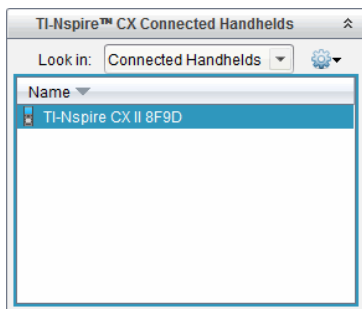 TI-Nspire™ CX Connected Handhelds
Look in: Connected Handhelds
Name
TI-Nspire CX II 8F9D